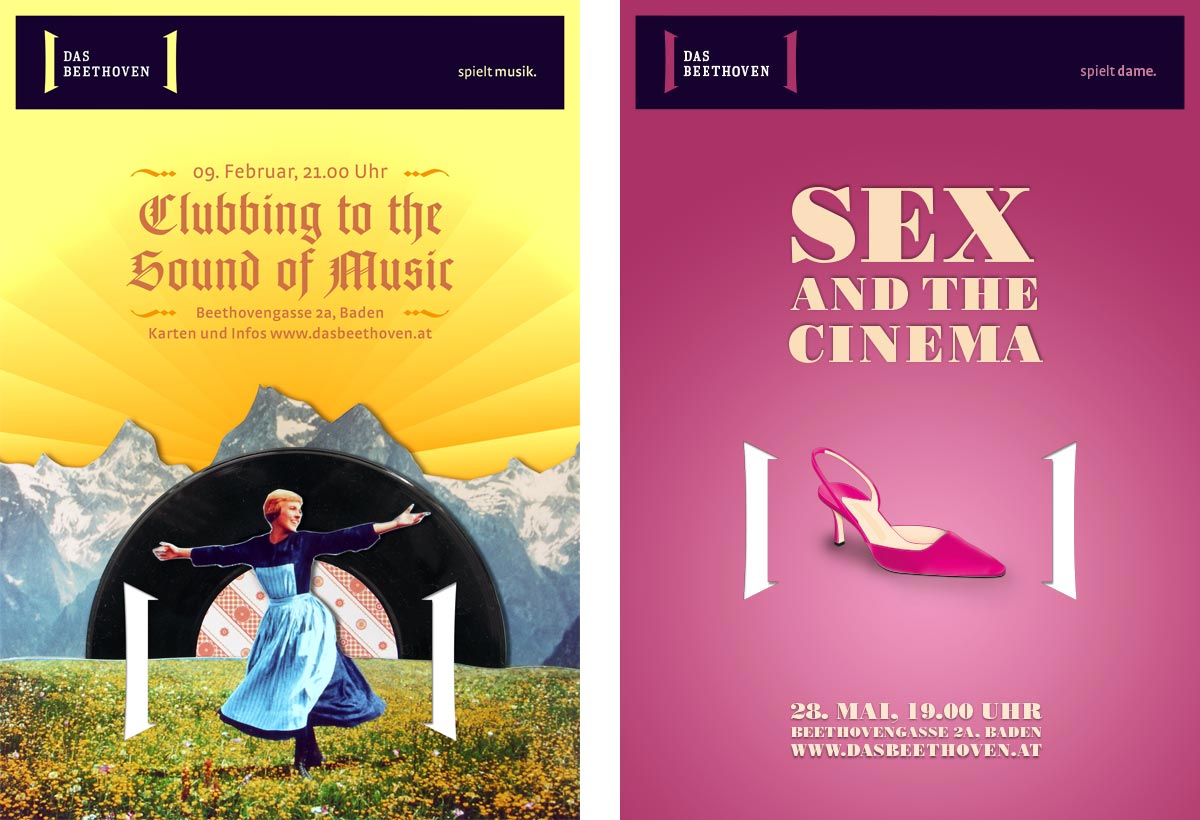 DAS
BEETHOVEN
spielt musik.
09. Februar, 21.00 Uhr
Clubbing to the
Sound of Music
Beethovengasse 2a, Baden
Karten und Infos www.dasbeethoven.at
DAS
BEETHOVEN
spielt dame.
SEX
AND THE
CINEMA
28. MAI, 19.00 UHR
BEETHOVENGASSE 2A, BADEN
WWW.DASBEETHOVEN.AT